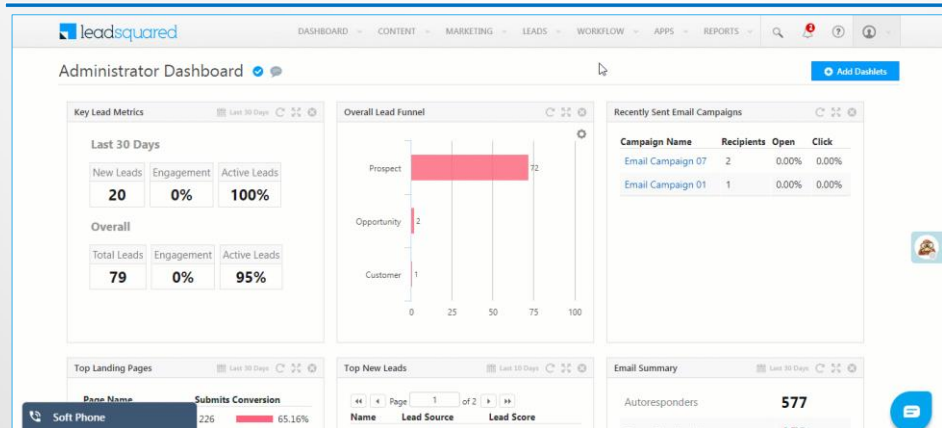 leadsquared
DASHBOARD CONTENT MARKETING LEADS WORKFLOW APPS REPORTS
Administrator Dashboard
Add Dashlets
Key Lead Metrics
Last 30 Days
Last 30 Days
New Leads Engagement Active Leads
20 0% 100%
Overall
Total Leads Engagement Active Leads
79 0% 95%
Overall Lead Funnel
Prospect 72
Opportunity 2
Customer 1
0 25 50 75 100
Recently Sent Email Campaigns
Campaign Name Recipients Open Click
Email Campaign 07 2 0.00% 0.00%
Email Campaign 01 1 0.00% 0.00%
Top Landing Pages Last 30 Days
Page Name Submits Conversion
226 65.16%
Soft Phone
Top New Leads Last 10 Days
Page 1 of 2
Name Lead Source Lead Score
Email Summary Last 30 Days
Autoresponders 577